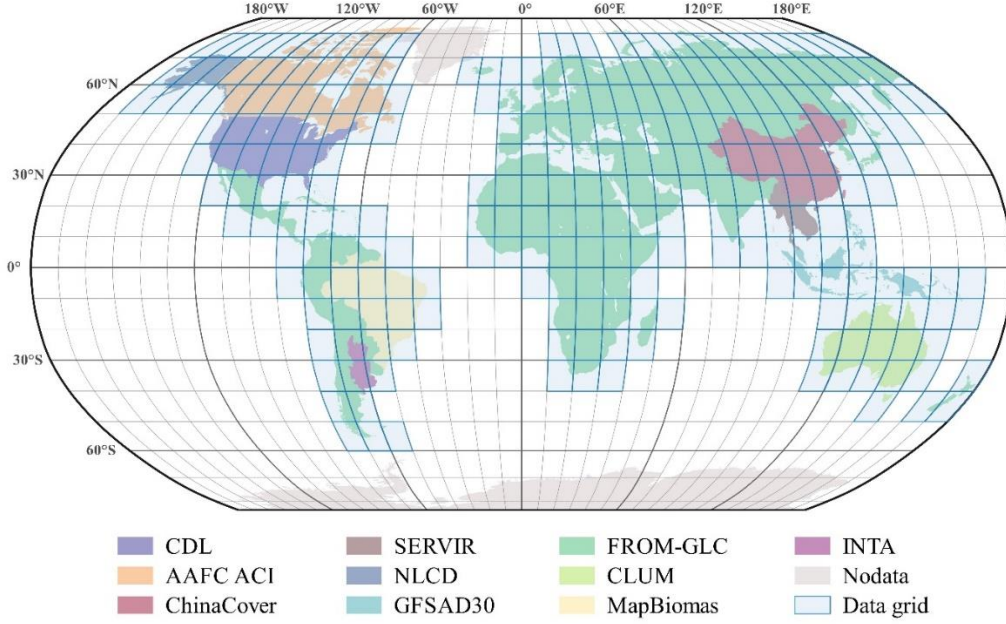 180°W 120°W 60°W 0° 60°E 120°E 180°E
60°N
30°N
0°
30°S
60°S
CDL SERVIR FROM-GLC INTA
AAFC ACI NLCD CLUM Nodata
ChinaCover GFSAD30 MapBiomas Data grid